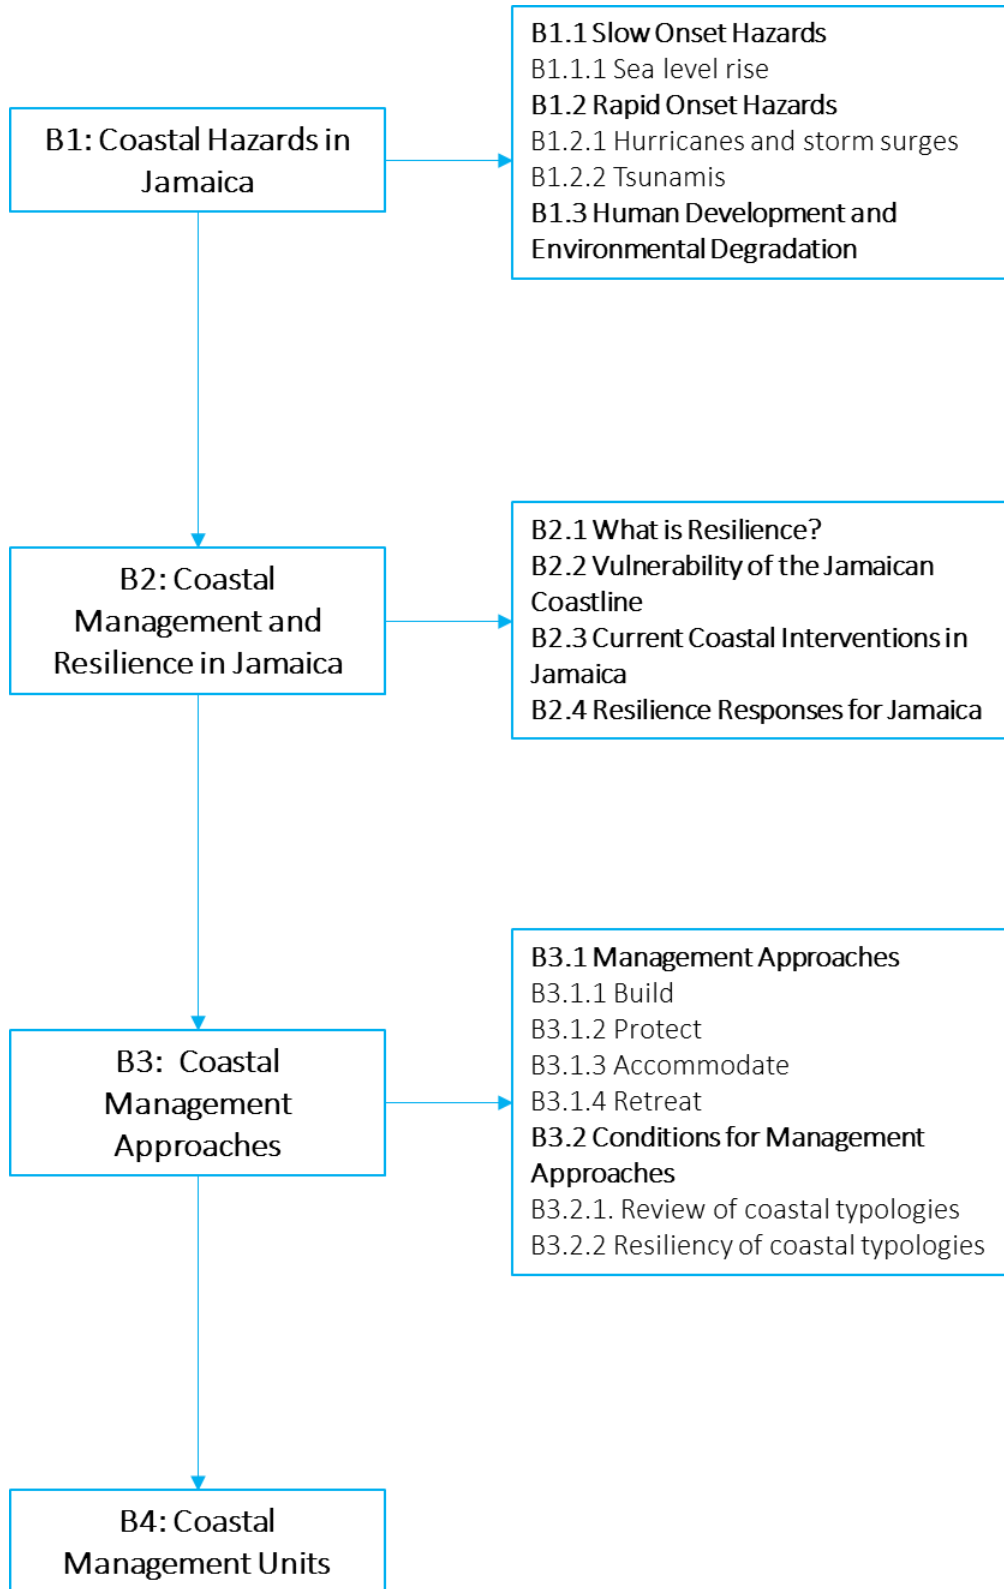 B1: Coastal Hazards in
Jamaica
B1.1 Slow Onset Hazards
B1.1.1 Sea level rise
B1.2 Rapid Onset Hazards
B1.2.1 Hurricanes and storm surges
B1.2.2 Tsunamis
B1.3 Human Development and
Environmental Degradation
B2: Coastal
Management and
Resilience in Jamaica
B2.1 What is Resilience?
B2.2 Vulnerability of the Jamaican
Coastline
B2.3 Current Coastal Interventions in
Jamaica
B2.4 Resilience Responses for Jamaica
B3: Coastal
Management
Approaches
B3.1 Management Approaches
B3.1.1 Build
B3.1.2 Protect
B3.1.3 Accommodate
B3.1.4 Retreat
B3.2 Conditions for Management
Approaches
B3.2.1. Review of coastal typologies
B3.2.2 Resiliency of coastal typologies
B4: Coastal
Management Units